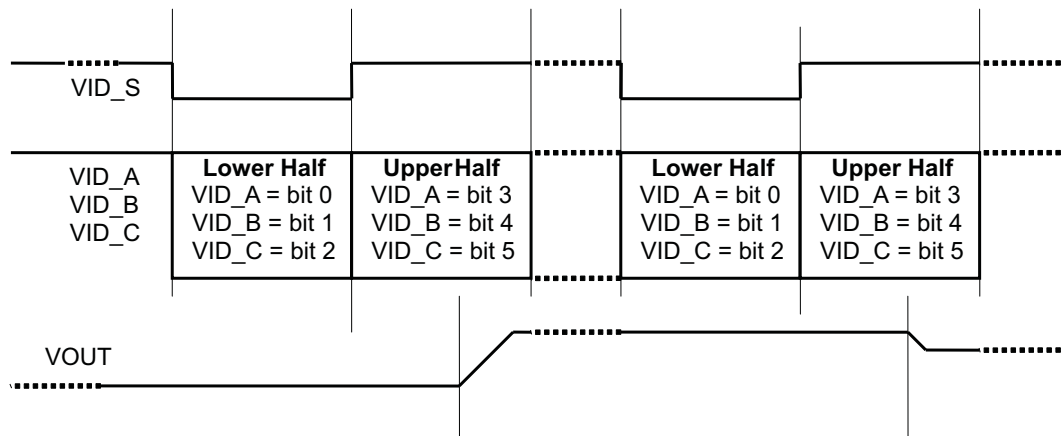 VID_S
VID_A
VID_B
VID_C
Lower Half
VID_A = bit 0
VID_B = bit 1
VID_C = bit 2
UpperHalf
VID_A = bit 3
VID_B = bit 4
VID_C = bit 5
Lower Half
VID_A = bit 0
VID_B = bit 1
VID_C = bit 2
Upper Half
VID_A = bit 3
VID_B = bit 4
VID_C = bit 5
VOUT